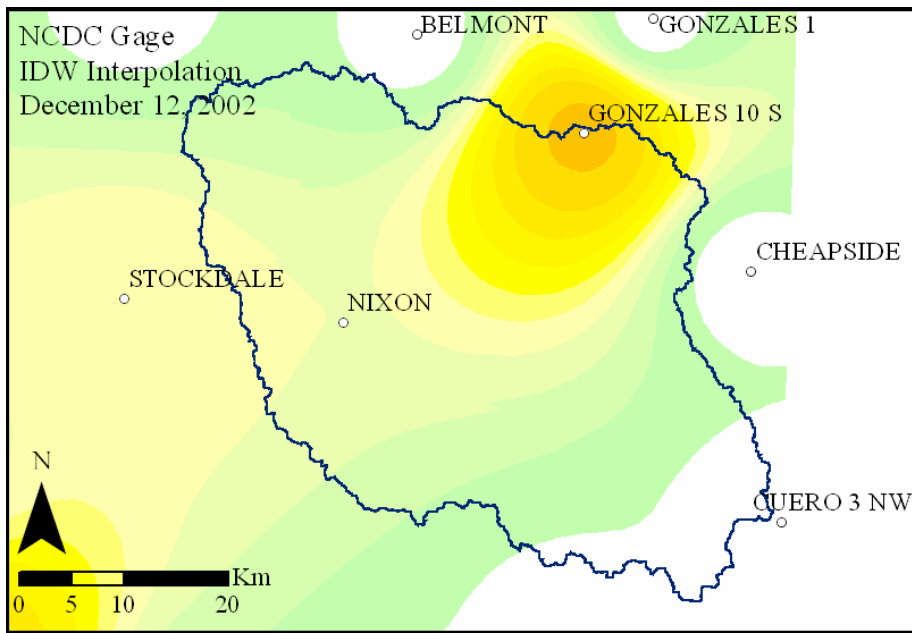 NCDC Gage
IDW Interpolation
December 12, 2002
BELMONT
GONZALES 1
GONZALES 10 S
CHEAPSIDE
STOCKDALE
NIXON
CUERO 3 NW
N
Km
0 5 10 20